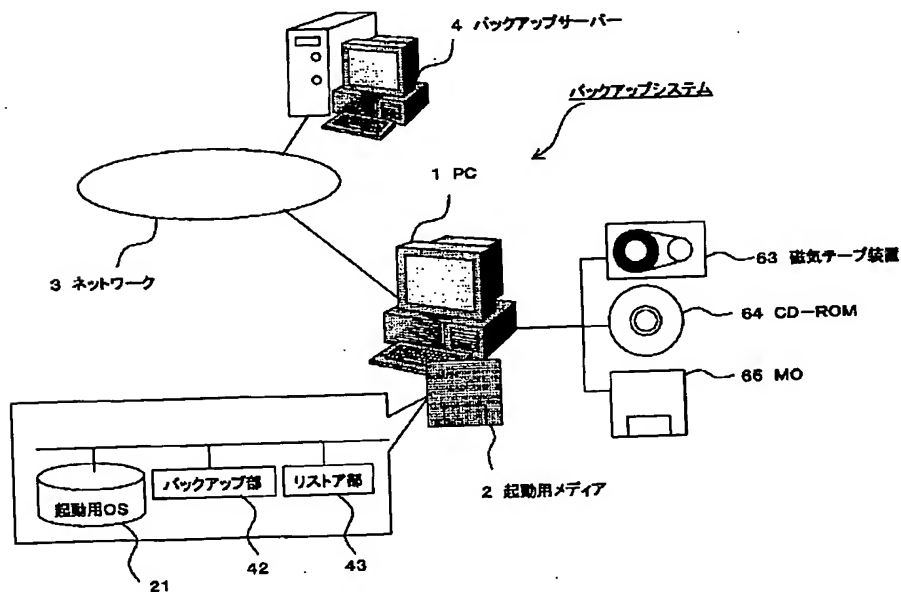 4 バックアップサーバー
バックアップシステム
1 PC
3 ネットワーク
63 磁気テープ装置
64 CD-ROM
66 MO
2 起動用メディア
起動用OS
バックアップ部
リストア部
21
42
43